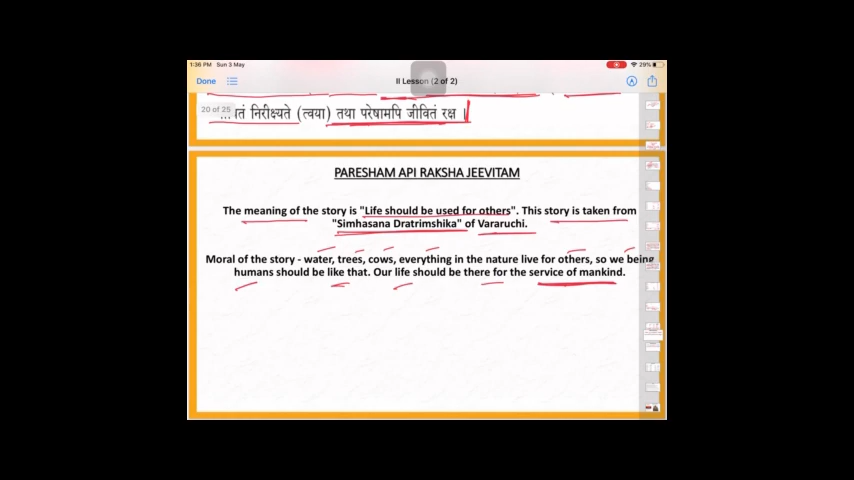 1:36 PM Sun 3 May
29%
Done
II Lesson (2 of 2)
20 of 25
निरीक्ष्यते (त्वया) तथा परेषामपि जीवितं रक्ष ।
PARESHAM API RAKSHA JEEVITAM
The meaning of the story is "Life should be used for others". This story is taken from
"Simhasana Dratrimshika" of Vararuchi.
Moral of the story - water, trees, cows, everything in the nature live for others, so we being
humans should be like that. Our life should be there for the service of mankind.